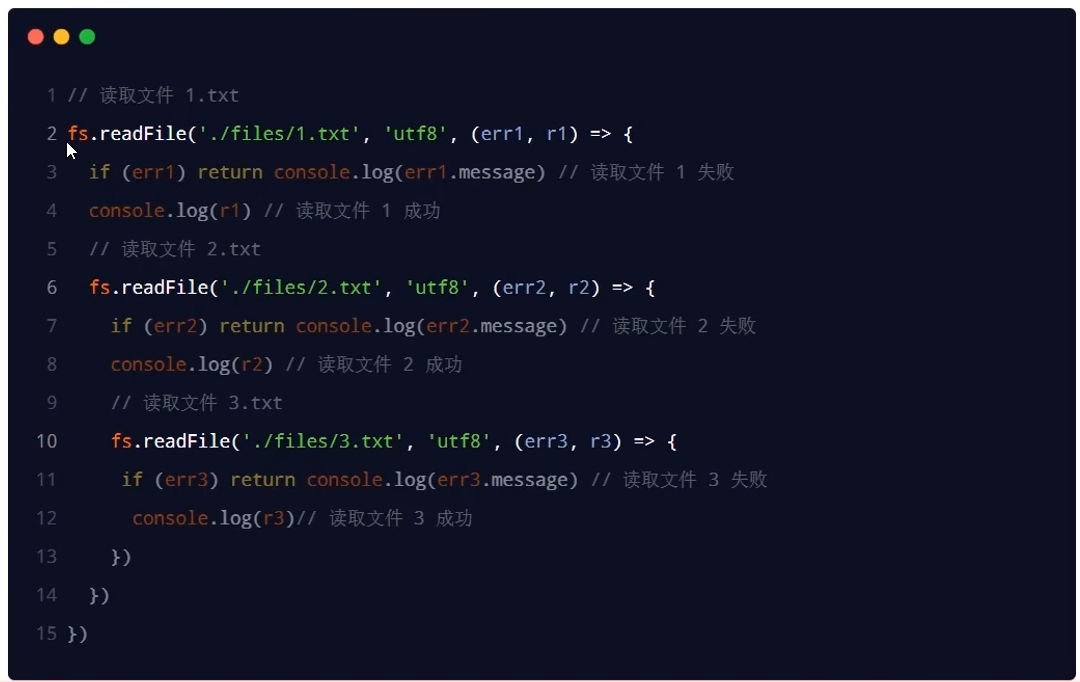 1 // 读取文件 1.txt
2 fs.readFile('./files/1.txt', 'utf8', (err1, r1) => {
3   if (err1) return console.log(err1.message) // 读取文件 1 失败
4   console.log(r1) // 读取文件 1 成功
5   // 读取文件 2.txt
6   fs.readFile('./files/2.txt', 'utf8', (err2, r2) => {
7     if (err2) return console.log(err2.message) // 读取文件 2 失败
8     console.log(r2) // 读取文件 2 成功
9     // 读取文件 3.txt
10     fs.readFile('./files/3.txt', 'utf8', (err3, r3) => {
11      if (err3) return console.log(err3.message) // 读取文件 3 失败
12       console.log(r3)// 读取文件 3 成功
13     })
14   })
15 })